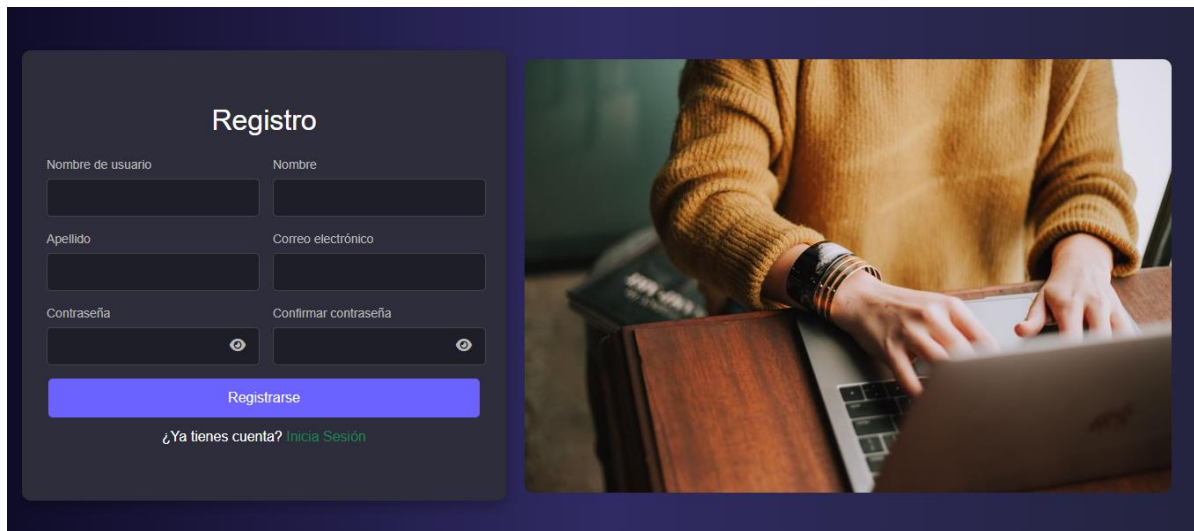 Registro
Nombre de usuario
Nombre
Apellido
Correo electrónico
Contraseña
Confirmar contraseña
Registrarse
¿Ya tienes cuenta? Inicia Sesión